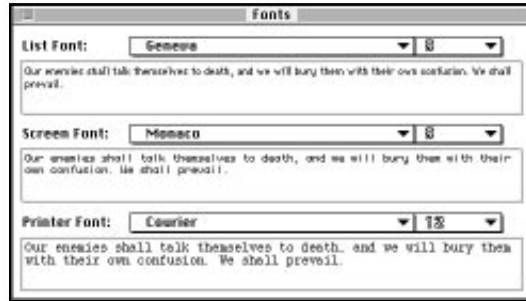 Fonts
List Font: Geneva 8
Our enemies shall talk themselves to death, and we will bury them with their own confusion. We shall
prevail.
Screen Font: Monaco 8
Our enemies shall talk themselves to death, and we will bury them with their
own confusion. We shall prevail.
Printer Font: Courier
Our enemies shall talk themselves to death, and we will bury them
with their own confusion. We shall prevail.